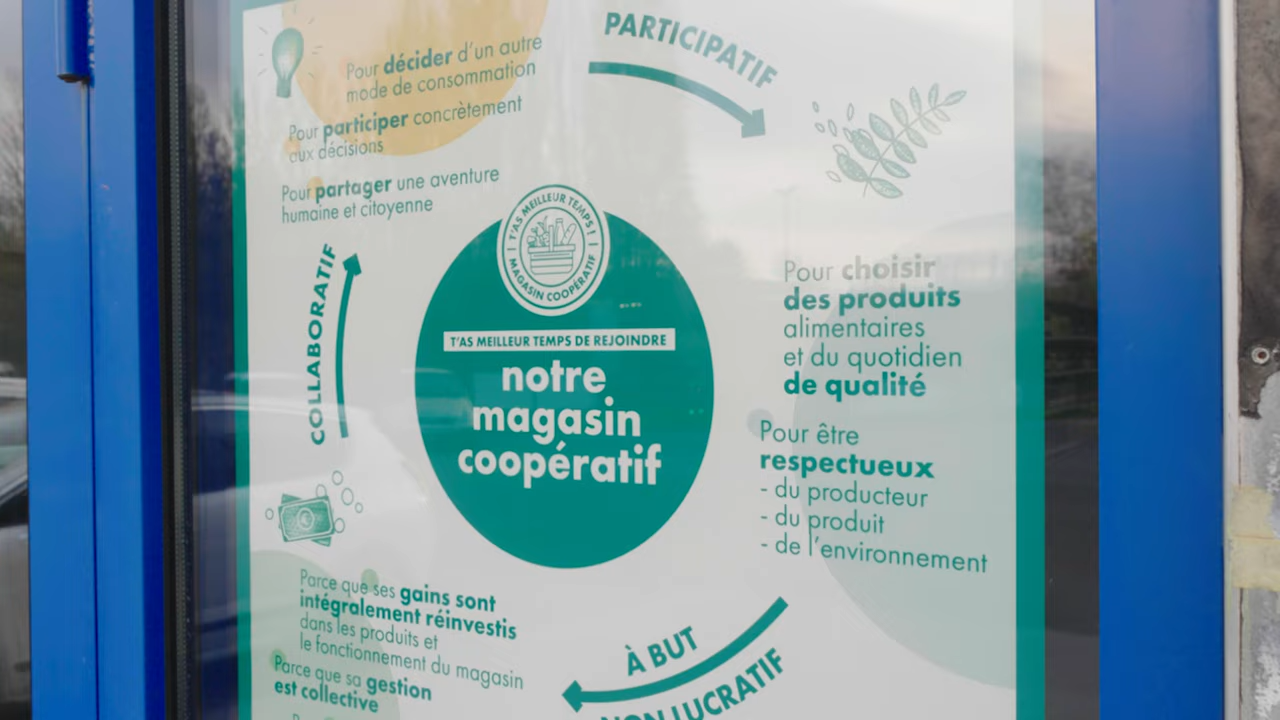 Pour décider d'un autre
mode de consommation
Pour participer concrètement
aux décisions
Pour partager une aventure
humaine et citoyenne
PARTICIPATIF
COLLABORATIF
T'AS MEILLEUR TEMPS!
MAGASIN COOPÉRATIF
T'AS MEILLEUR TEMPS DE REJOINDRE
notre
magasin
coopératif
Pour choisir
des produits
alimentaires
et du quotidien
de qualité
Pour être
respectueux
- du producteur
- du produit
- de l'environnement
Parce que ses gains sont
intégralement réinvestis
dans les produits et
le fonctionnement du magasin
Parce que sa gestion
est collective
À BUT
NON LUCRATIF